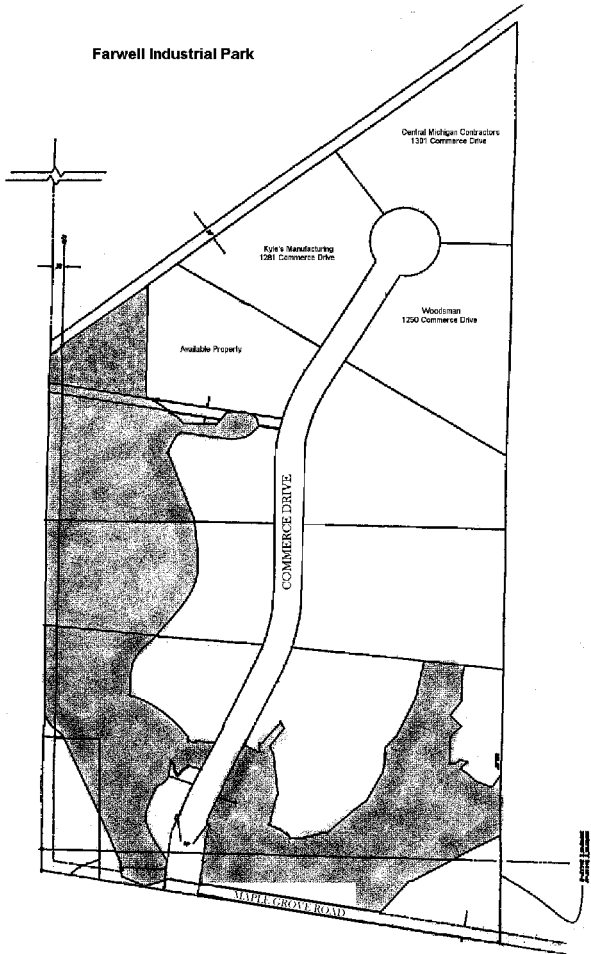 Farwell Industrial Park
Central Michigan Contractors
1301 Commerce Drive
Kyle's Manufacturing
1281 Commerce Drive
Woodsman
1250 Commerce Drive
Available Property
COMMERCE DRIVE
MAPLE GROVE ROAD